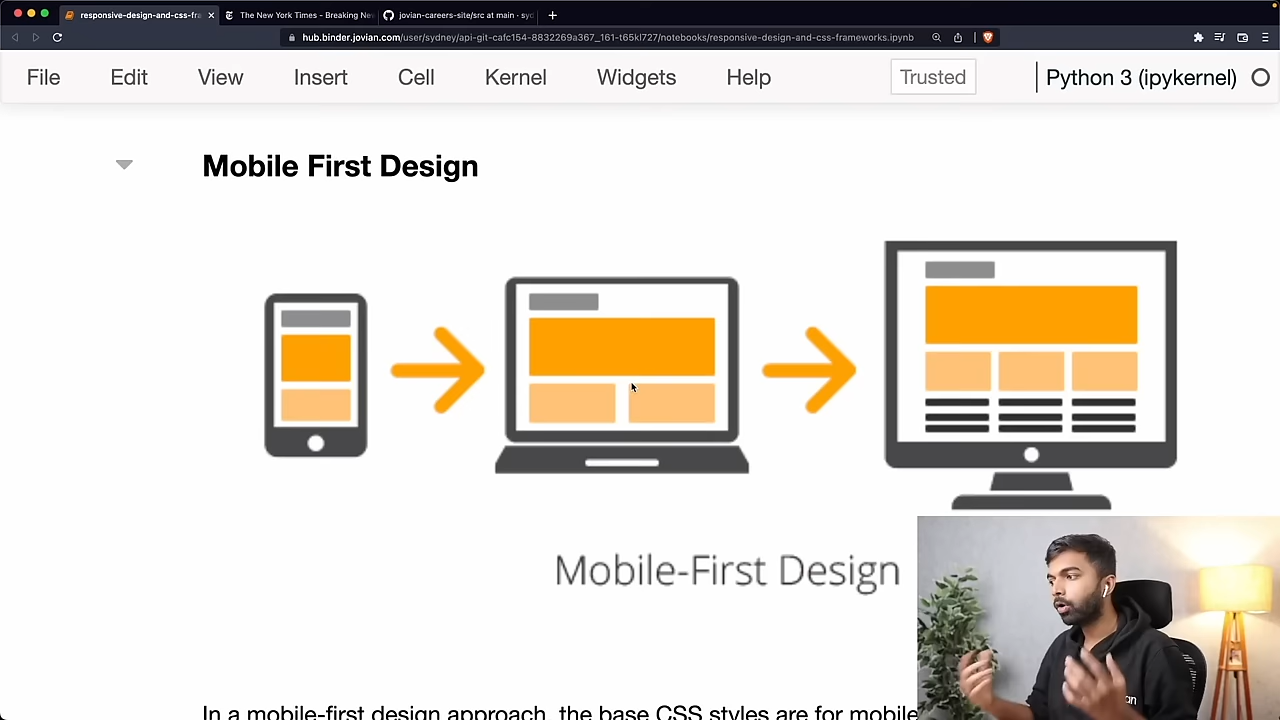 responsive-design-and-css-fra
The New York Times - Breaking Nev
jovian-careers-site/src at main · syd
hub.binder.jovian.com/user/sydney/api-git-cafc154-8832269a367_161-t65kl727/notebooks/responsive-design-and-css-frameworks.ipynb
File Edit View Insert Cell Kernel Widgets Help Trusted Python 3 (ipykernel)
Mobile First Design
Mobile-First Design
In a mobile-first design approach, the base CSS styles are for mobile